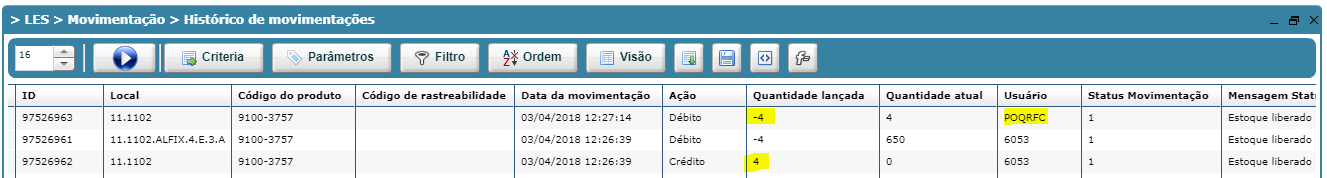 > LES > Movimentação > Histórico de movimentações
16 Criteria Parâmetros Filtro Ordem Visão
ID Local Código do produto Código de rastreabilidade Data da movimentação Ação Quantidade lançada Quantidade atual Usuário Status Movimentação Mensagem Statu
97526963 11.1102 9100-3757 03/04/2018 12:27:14 Débito -4 4 POQRFC 1 Estoque liberado
97526961 11.1102.ALFIX.4.E.3.A 9100-3757 03/04/2018 12:26:39 Débito -4 650 6053 1 Estoque liberado
97526962 11.1102 9100-3757 03/04/2018 12:26:39 Crédito 4 0 6053 1 Estoque liberado